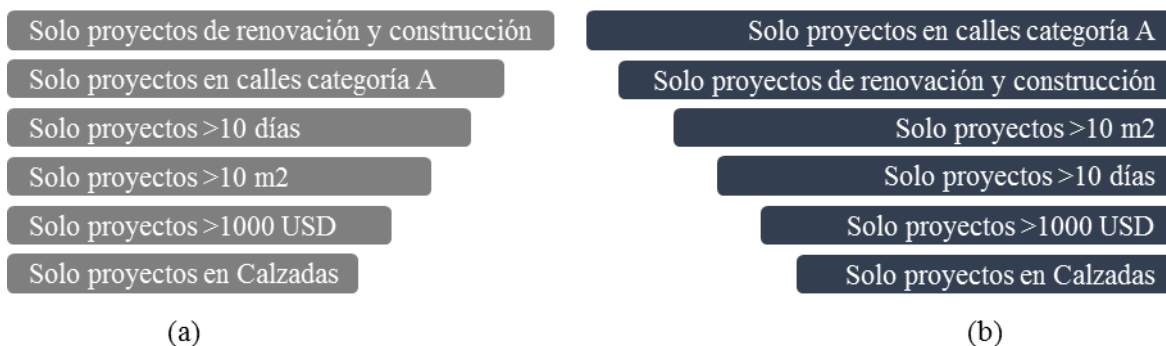 Solo proyectos de renovación y construcción
Solo proyectos en calles categoría A
Solo proyectos >10 días
Solo proyectos >10 m2
Solo proyectos >1000 USD
Solo proyectos en Calzadas
(a)
Solo proyectos en calles categoría A
Solo proyectos de renovación y construcción
Solo proyectos >10 m2
Solo proyectos >10 días
Solo proyectos >1000 USD
Solo proyectos en Calzadas
(b)